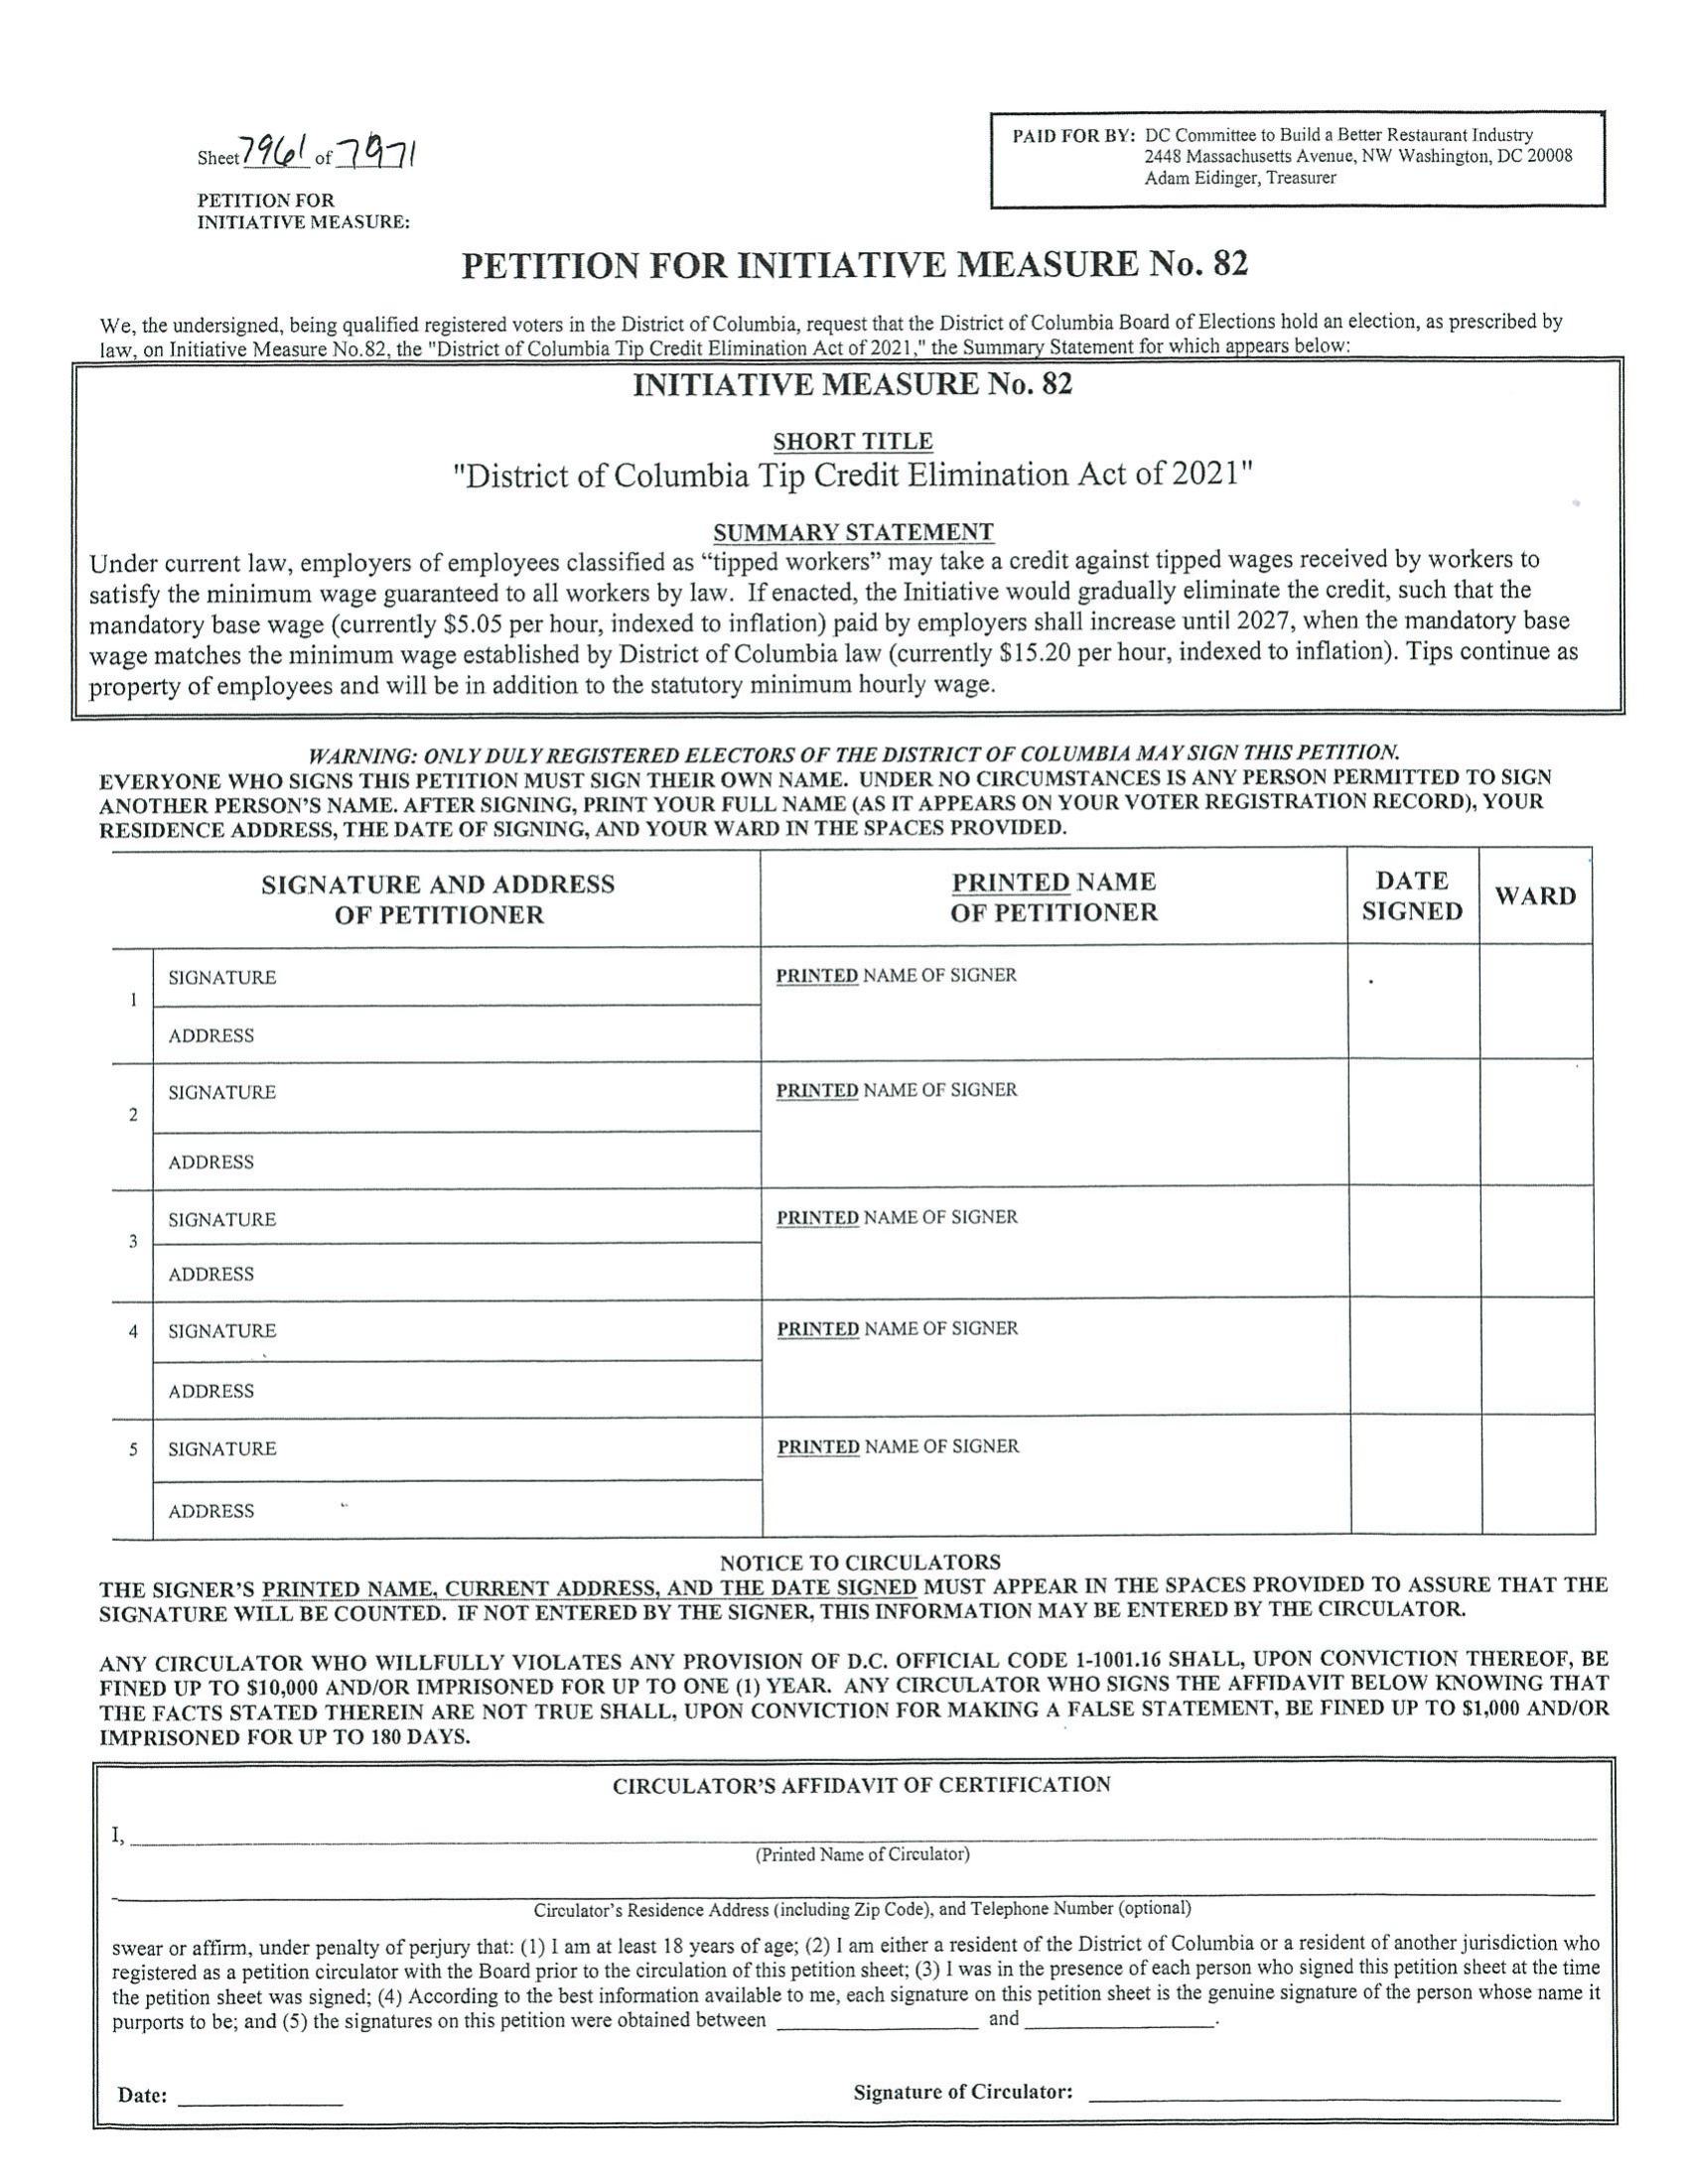 Sheet 7961 of 7971
PAID FOR BY: DC Committee to Build a Better Restaurant Industry
2448 Massachusetts Avenue, NW Washington, DC 20008
Adam Eidinger, Treasurer
PETITION FOR
INITIATIVE MEASURE:
PETITION FOR INITIATIVE MEASURE No. 82
We, the undersigned, being qualified registered voters in the District of Columbia, request that the District of Columbia Board of Elections hold an election, as prescribed by
law, on Initiative Measure No.82, the "District of Columbia Tip Credit Elimination Act of 2021," the Summary Statement for which appears below:
INITIATIVE MEASURE No. 82
SHORT TITLE
"District of Columbia Tip Credit Elimination Act of 2021"
SUMMARY STATEMENT
Under current law, employers of employees classified as “tipped workers” may take a credit against tipped wages received by workers to
satisfy the minimum wage guaranteed to all workers by law. If enacted, the Initiative would gradually eliminate the credit, such that the
mandatory base wage (currently $5.05 per hour, indexed to inflation) paid by employers shall increase until 2027, when the mandatory base
wage matches the minimum wage established by District of Columbia law (currently $15.20 per hour, indexed to inflation). Tips continue as
property of employees and will be in addition to the statutory minimum hourly wage.
WARNING: ONLY DULY REGISTERED ELECTORS OF THE DISTRICT OF COLUMBIA MAY SIGN THIS PETITION.
EVERYONE WHO SIGNS THIS PETITION MUST SIGN THEIR OWN NAME. UNDER NO CIRCUMSTANCES IS ANY PERSON PERMITTED TO SIGN
ANOTHER PERSON’S NAME. AFTER SIGNING, PRINT YOUR FULL NAME (AS IT APPEARS ON YOUR VOTER REGISTRATION RECORD), YOUR
RESIDENCE ADDRESS, THE DATE OF SIGNING, AND YOUR WARD IN THE SPACES PROVIDED.
SIGNATURE AND ADDRESS
OF PETITIONER
PRINTED NAME
OF PETITIONER
DATE
SIGNED
WARD
1
SIGNATURE
PRINTED NAME OF SIGNER
ADDRESS
2
SIGNATURE
PRINTED NAME OF SIGNER
ADDRESS
3
SIGNATURE
PRINTED NAME OF SIGNER
ADDRESS
4
SIGNATURE
PRINTED NAME OF SIGNER
ADDRESS
5
SIGNATURE
PRINTED NAME OF SIGNER
ADDRESS
NOTICE TO CIRCULATORS
THE SIGNER’S PRINTED NAME, CURRENT ADDRESS, AND THE DATE SIGNED MUST APPEAR IN THE SPACES PROVIDED TO ASSURE THAT THE
SIGNATURE WILL BE COUNTED. IF NOT ENTERED BY THE SIGNER, THIS INFORMATION MAY BE ENTERED BY THE CIRCULATOR.
ANY CIRCULATOR WHO WILLFULLY VIOLATES ANY PROVISION OF D.C. OFFICIAL CODE 1-1001.16 SHALL, UPON CONVICTION THEREOF, BE
FINED UP TO $10,000 AND/OR IMPRISONED FOR UP TO ONE (1) YEAR. ANY CIRCULATOR WHO SIGNS THE AFFIDAVIT BELOW KNOWING THAT
THE FACTS STATED THEREIN ARE NOT TRUE SHALL, UPON CONVICTION FOR MAKING A FALSE STATEMENT, BE FINED UP TO $1,000 AND/OR
IMPRISONED FOR UP TO 180 DAYS.
CIRCULATOR’S AFFIDAVIT OF CERTIFICATION
I,
(Printed Name of Circulator)
Circulator’s Residence Address (including Zip Code), and Telephone Number (optional)
swear or affirm, under penalty of perjury that: (1) I am at least 18 years of age; (2) I am either a resident of the District of Columbia or a resident of another jurisdiction who
registered as a petition circulator with the Board prior to the circulation of this petition sheet; (3) I was in the presence of each person who signed this petition sheet at the time
the petition sheet was signed; (4) According to the best information available to me, each signature on this petition sheet is the genuine signature of the person whose name it
purports to be; and (5) the signatures on this petition were obtained between ____ and ____.
Date: ____ Signature of Circulator: ____